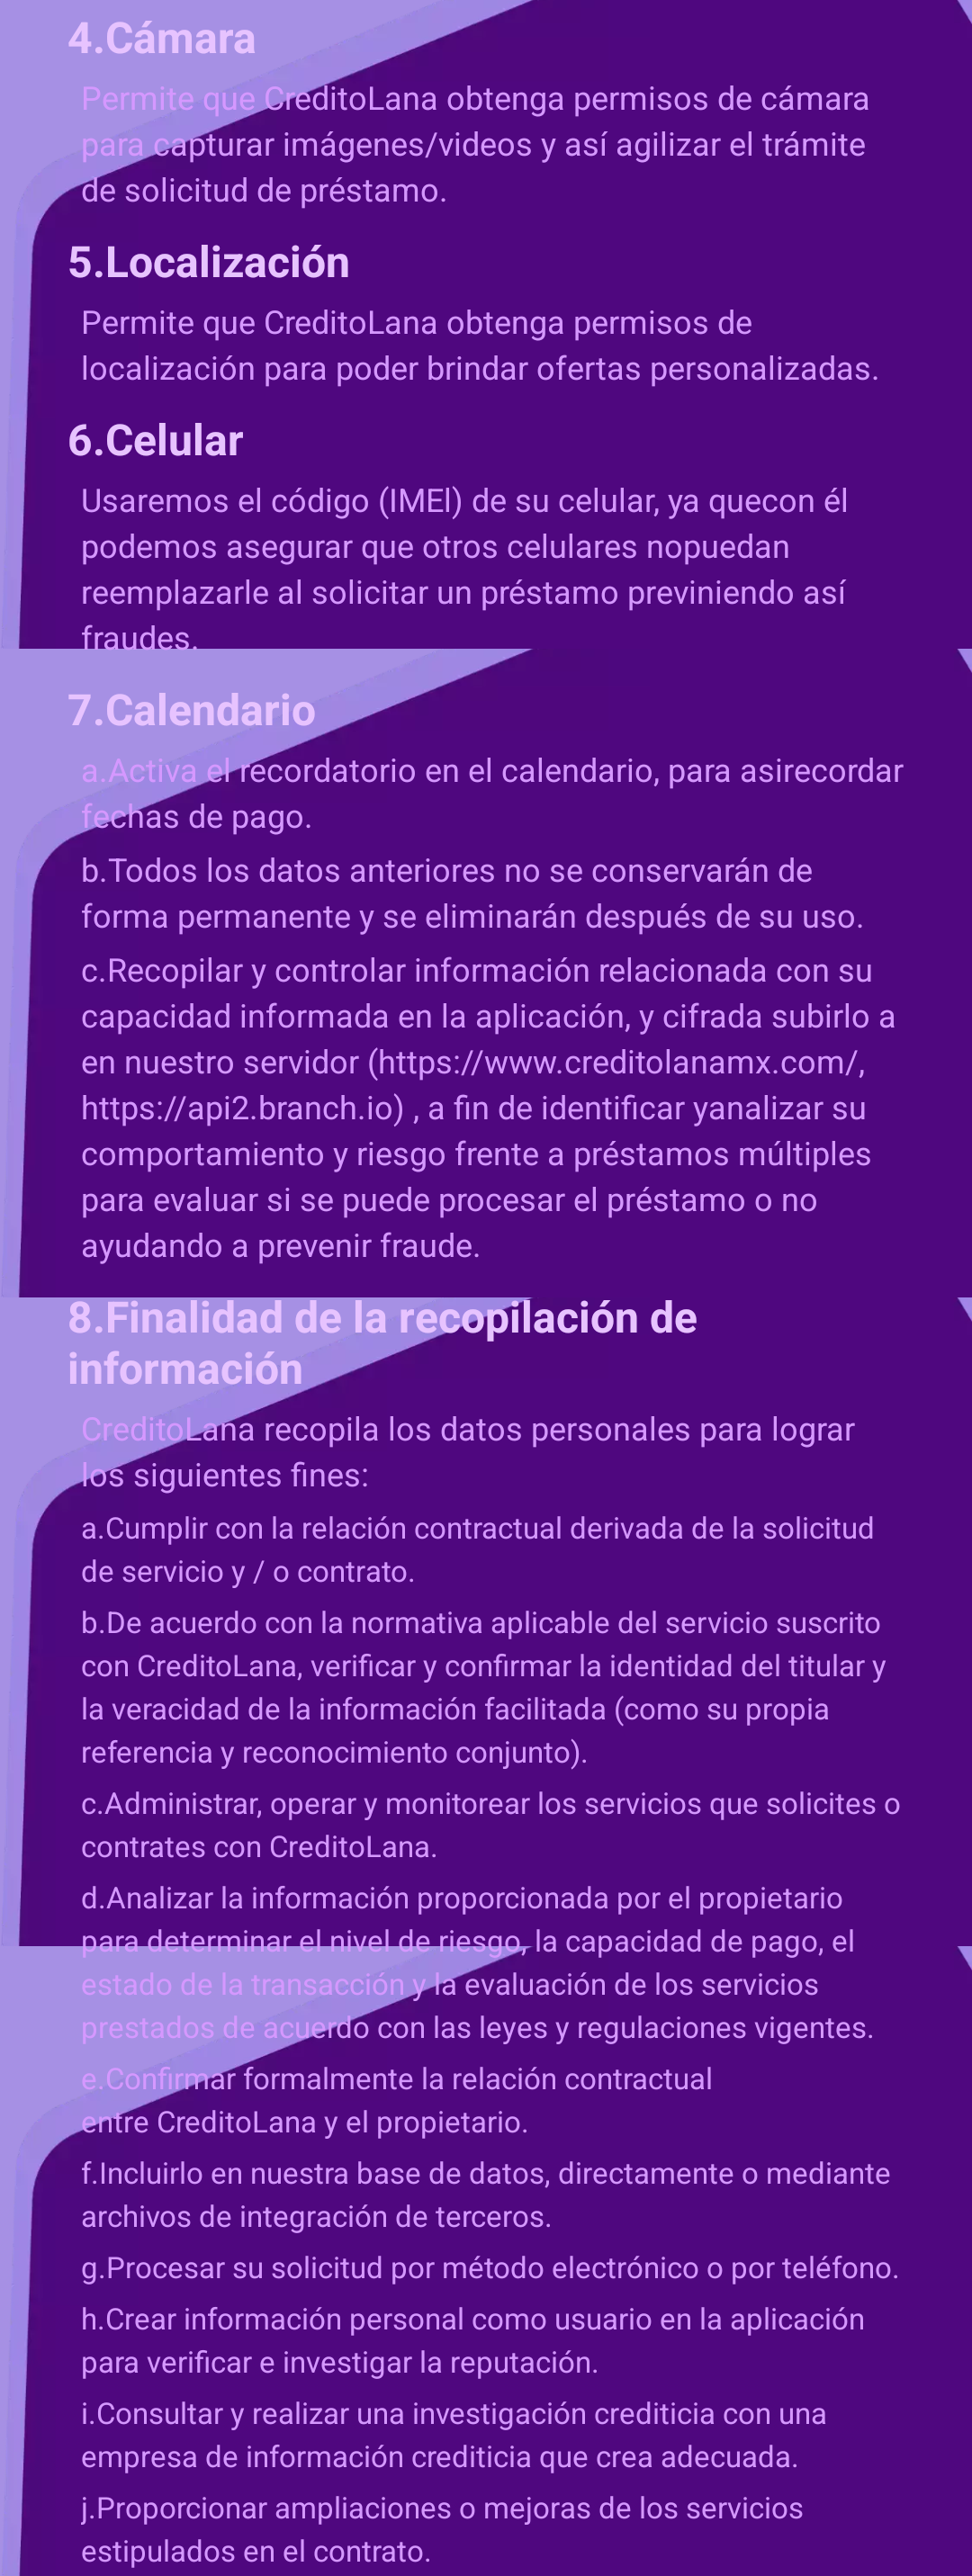 4.Cámara
Permite que CreditoLana obtenga permisos de cámara
para capturar imágenes/videos y así agilizar el trámite
de solicitud de préstamo.
5.Localización
Permite que CreditoLana obtenga permisos de
localización para poder brindar ofertas personalizadas.
6.Celular
Usaremos el código (IMEl) de su celular, ya quecon él
podemos asegurar que otros celulares nopuedan
reemplazarle al solicitar un préstamo previniendo así
fraudes.
7.Calendario
a.Activa el recordatorio en el calendario, para asirecordar
fechas de pago.
b.Todos los datos anteriores no se conservarán de
forma permanente y se eliminarán después de su uso.
c.Recopilar y controlar información relacionada con su
capacidad informada en la aplicación, y cifrada subirlo a
en nuestro servidor (https://www.creditolanamx.com/,
https://api2.branch.io) , a fin de identificar yanalizar su
comportamiento y riesgo frente a préstamos múltiples
para evaluar si se puede procesar el préstamo o no
ayudando a prevenir fraude.
8.Finalidad de la recopilación de
información
CreditoLana recopila los datos personales para lograr
los siguientes fines:
a.Cumplir con la relación contractual derivada de la solicitud
de servicio y / o contrato.
b.De acuerdo con la normativa aplicable del servicio suscrito
con CreditoLana, verificar y confirmar la identidad del titular y
la veracidad de la información facilitada (como su propia
referencia y reconocimiento conjunto).
c.Administrar, operar y monitorear los servicios que solicites o
contrates con CreditoLana.
d.Analizar la información proporcionada por el propietario
para determinar el nivel de riesgo, la capacidad de pago, el
estado de la transacción y la evaluación de los servicios
prestados de acuerdo con las leyes y regulaciones vigentes.
e.Confirmar formalmente la relación contractual
entre CreditoLana y el propietario.
f.Incluirlo en nuestra base de datos, directamente o mediante
archivos de integración de terceros.
g.Procesar su solicitud por método electrónico o por teléfono.
h.Crear información personal como usuario en la aplicación
para verificar e investigar la reputación.
i.Consultar y realizar una investigación crediticia con una
empresa de información crediticia que crea adecuada.
j.Proporcionar ampliaciones o mejoras de los servicios
estipulados en el contrato.